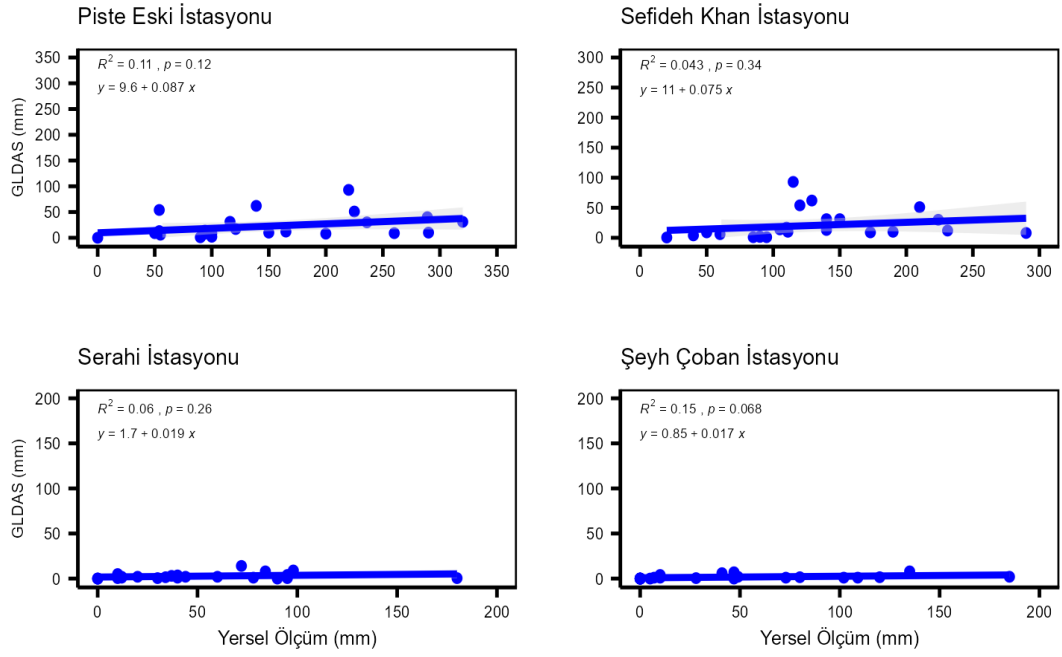 Piste Eski İstasyonu
R² = 0.11 , p = 0.12
y = 9.6 + 0.087 x
GLDAS (mm)
350
300
250
200
150
100
50
0
0 50 100 150 200 250 300 350
Sefideh Khan İstasyonu
R² = 0.043 , p = 0.34
y = 11 + 0.075 x
300
250
200
150
100
50
0
0 50 100 150 200 250 300
Serahi İstasyonu
R² = 0.06 , p = 0.26
y = 1.7 + 0.019 x
GLDAS (mm)
200
150
100
50
0
0 50 100 150 200
Yersel Ölçüm (mm)
Şeyh Çoban İstasyonu
R² = 0.15 , p = 0.068
y = 0.85 + 0.017 x
200
150
100
50
0
0 50 100 150 200
Yersel Ölçüm (mm)